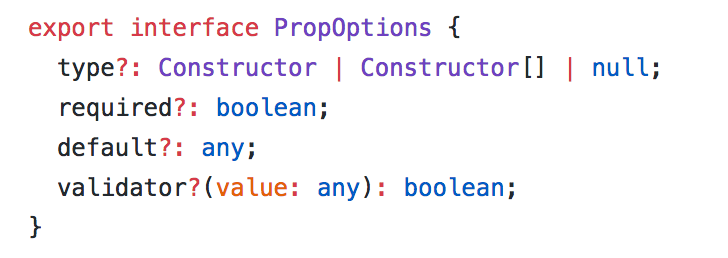 export interface PropOptions {
  type?: Constructor | Constructor[] | null;
  required?: boolean;
  default?: any;
  validator?(value: any): boolean;
}